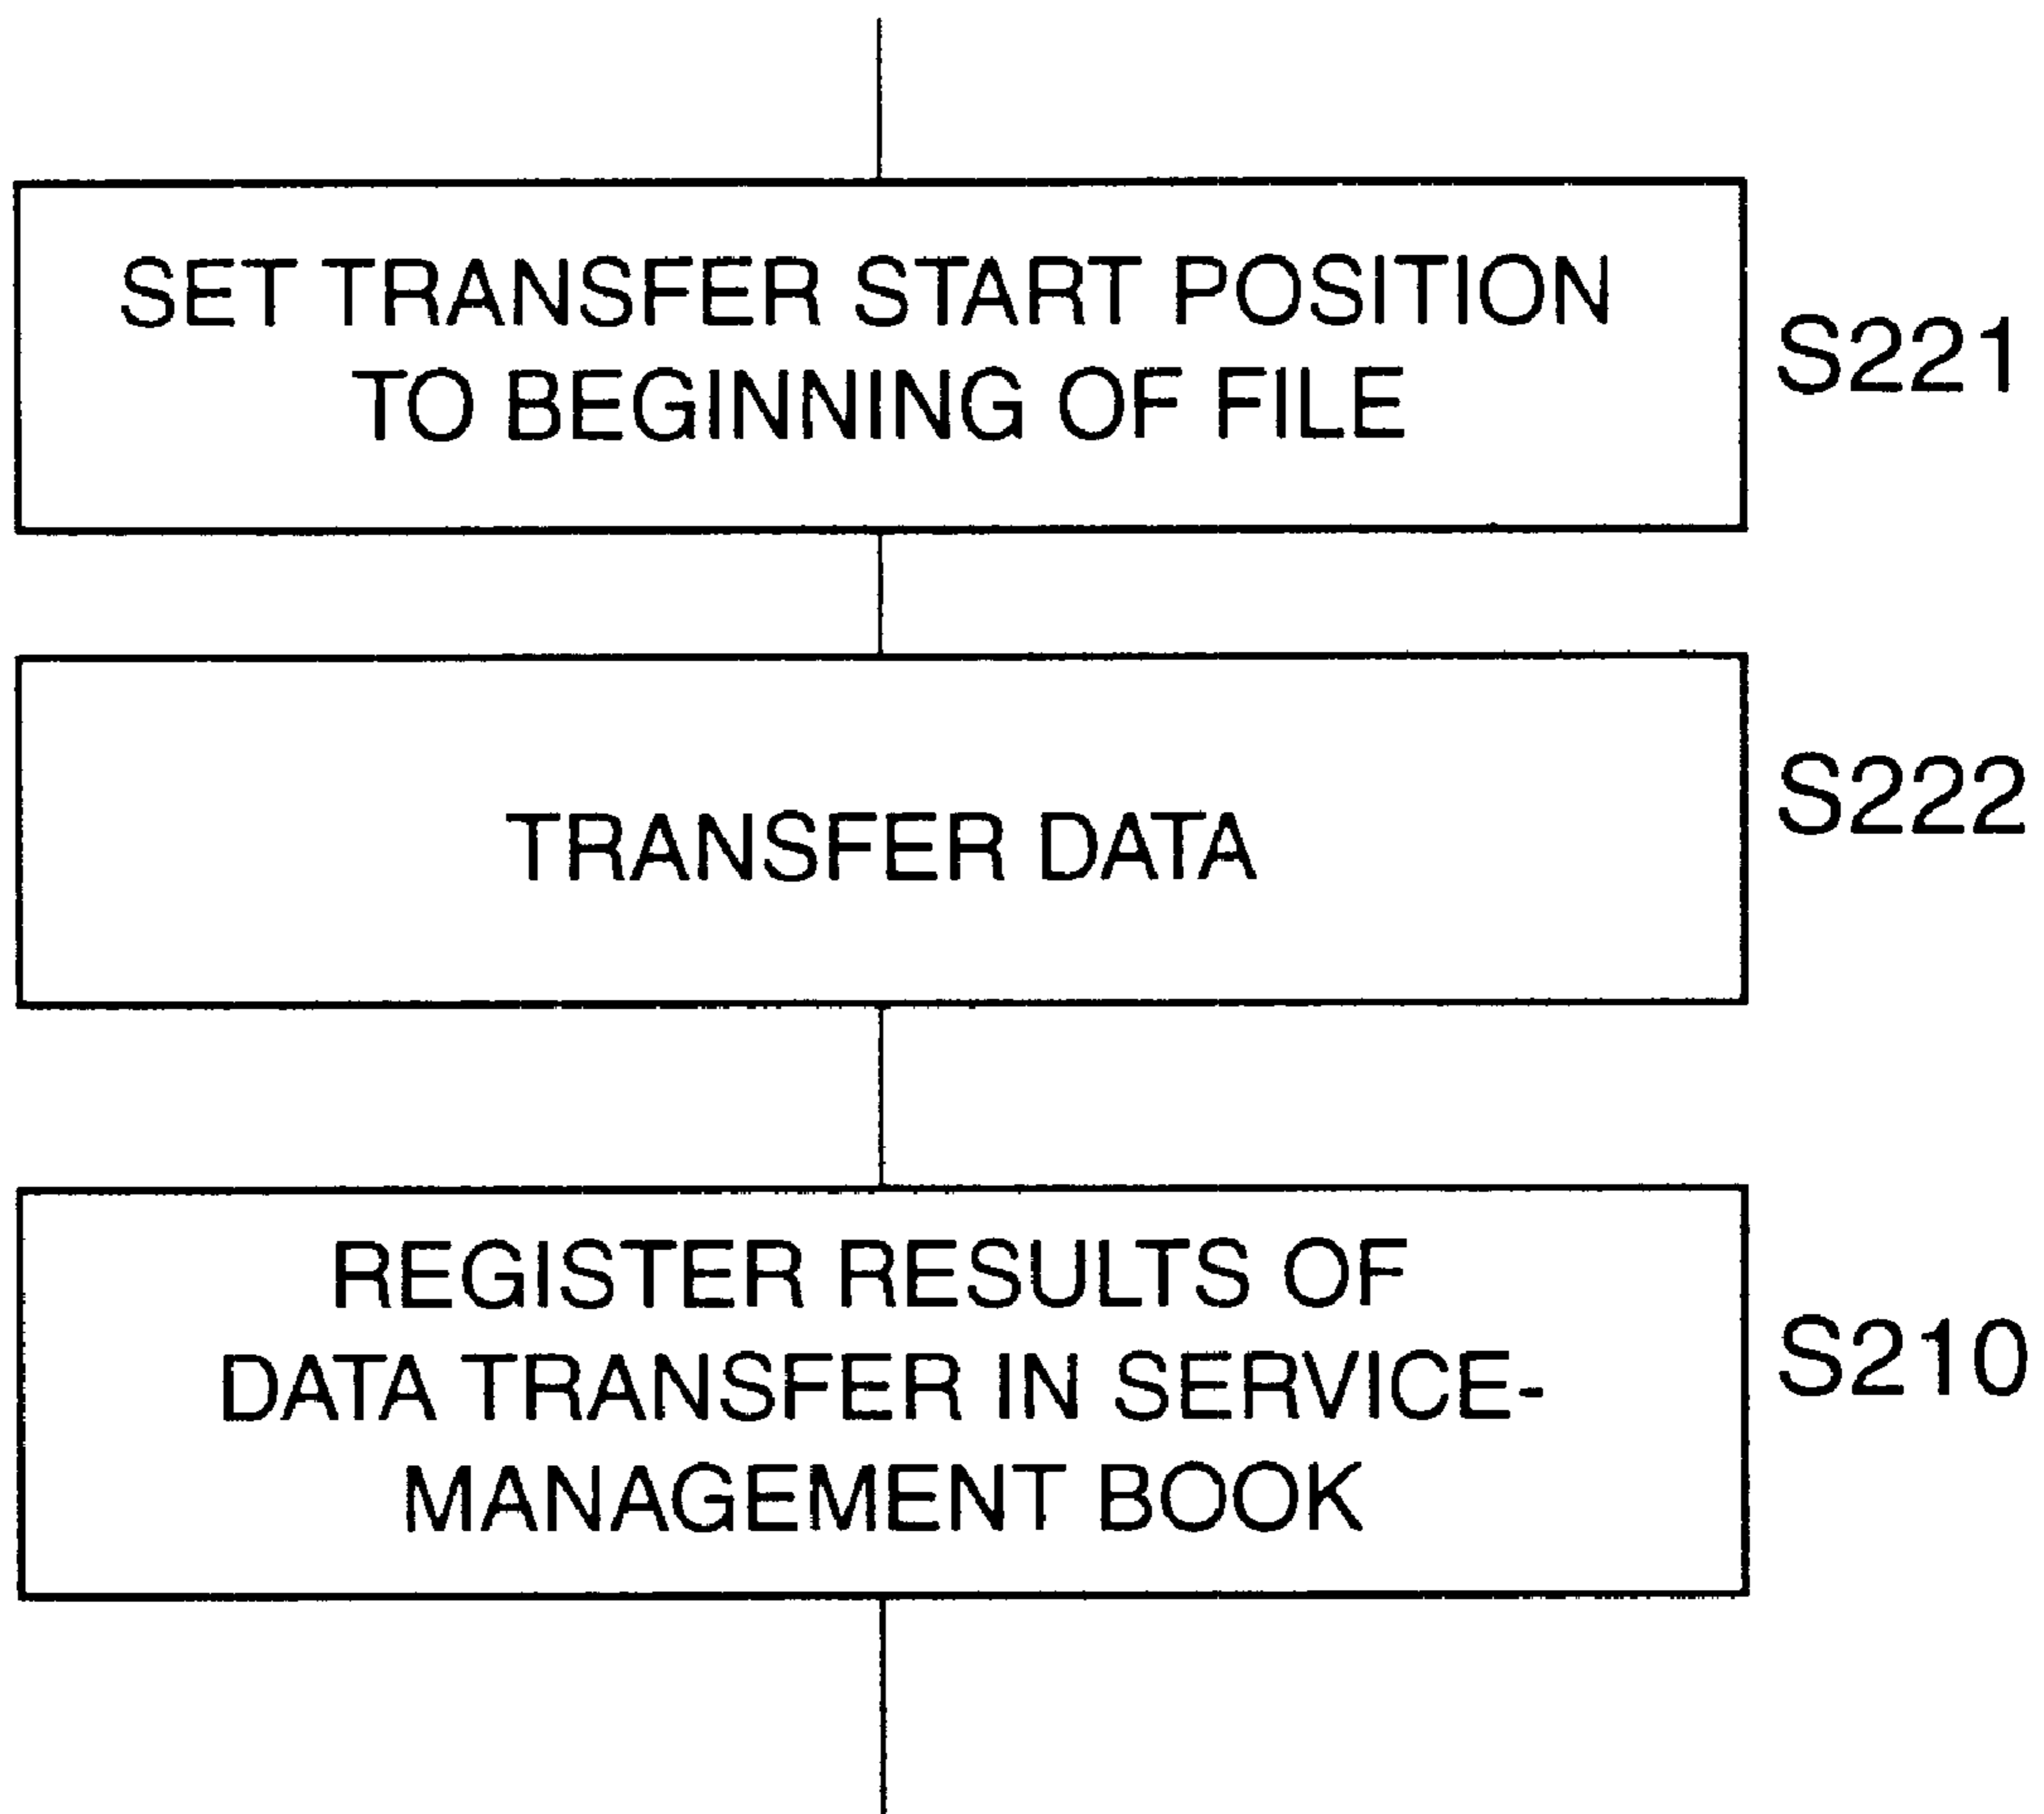 SET TRANSFER START POSITION
TO BEGINNING OF FILE
S221
TRANSFER DATA
S222
REGISTER RESULTS OF
DATA TRANSFER IN SERVICE-
MANAGEMENT BOOK
S210